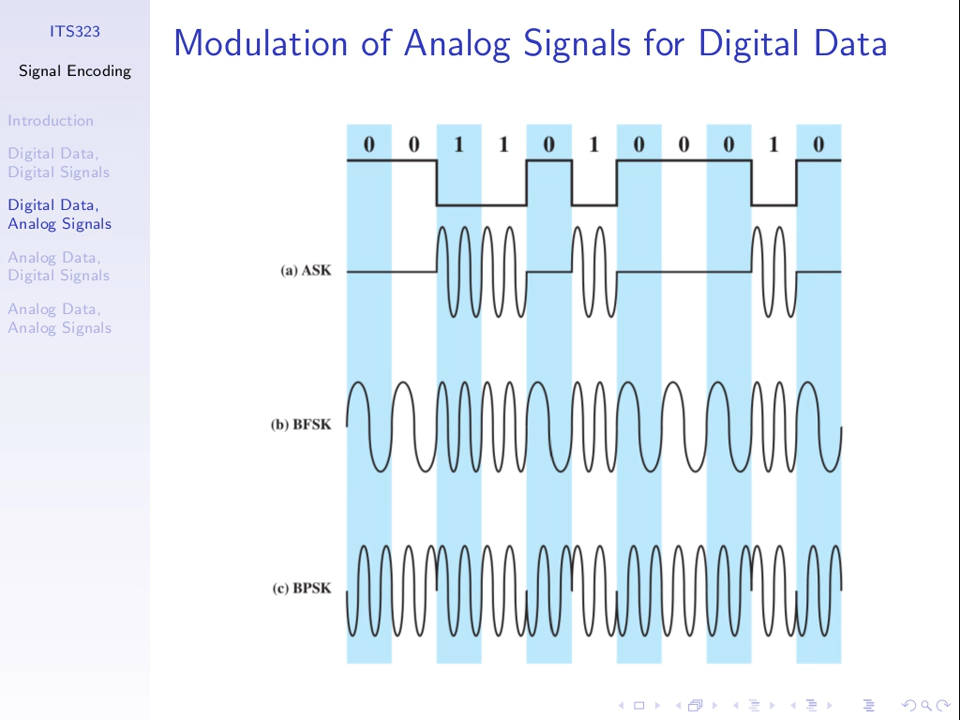 ITS323
Signal Encoding
Introduction
Digital Data,
Digital Signals
Digital Data,
Analog Signals
Analog Data,
Digital Signals
Analog Data,
Analog Signals
Modulation of Analog Signals for Digital Data
0 0 1 1 0 1 0 0 0 1 0
(a) ASK
(b) BFSK
(c) BPSK